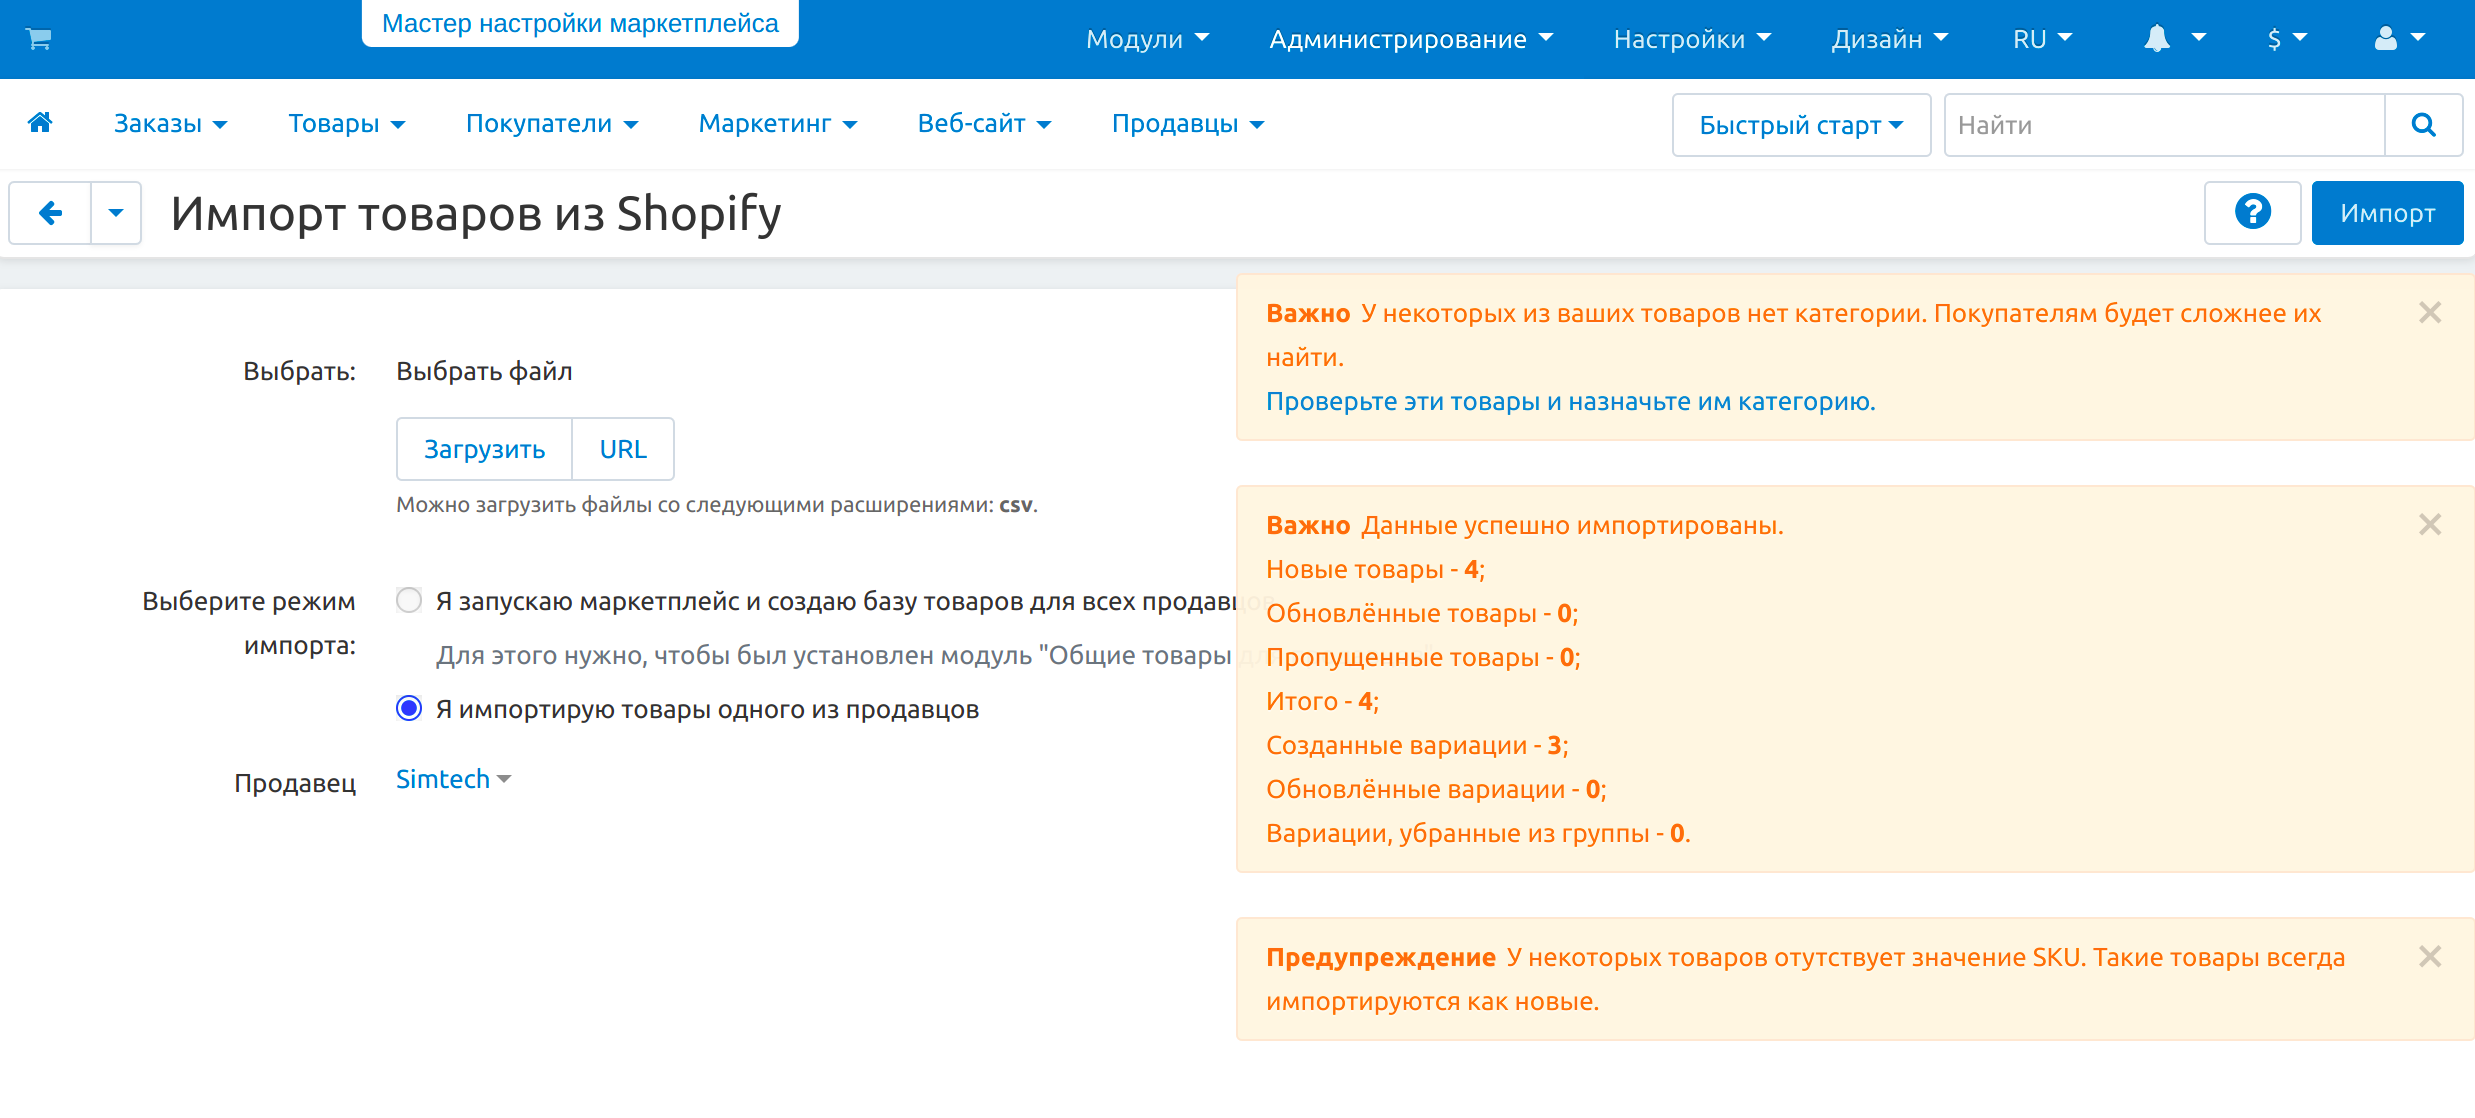 Мастер настройки маркетплейса
Модули Администрирование Настройки Дизайн RU $
Заказы Товары Покупатели Маркетинг Веб-сайт Продавцы Быстрый старт Найти
Импорт товаров из Shopify Импорт
Выбрать: Выбрать файл
Загрузить URL
Можно загрузить файлы со следующими расширениями: csv.
Выберите режим импорта:
Я запускаю маркетплейс и создаю базу товаров для всех продавцов
Для этого нужно, чтобы был установлен модуль "Общие товары
Я импортирую товары одного из продавцов
Продавец Simtech
Важно У некоторых из ваших товаров нет категории. Покупателям будет сложнее их
найти.
Проверьте эти товары и назначьте им категорию.
Важно Данные успешно импортированы.
Новые товары - 4;
Обновлённые товары - 0;
Пропущенные товары - 0;
Итого - 4;
Созданные вариации - 3;
Обновлённые вариации - 0;
Вариации, убранные из группы - 0.
Предупреждение У некоторых товаров отутствует значение SKU. Такие товары всегда
импортируются как новые.